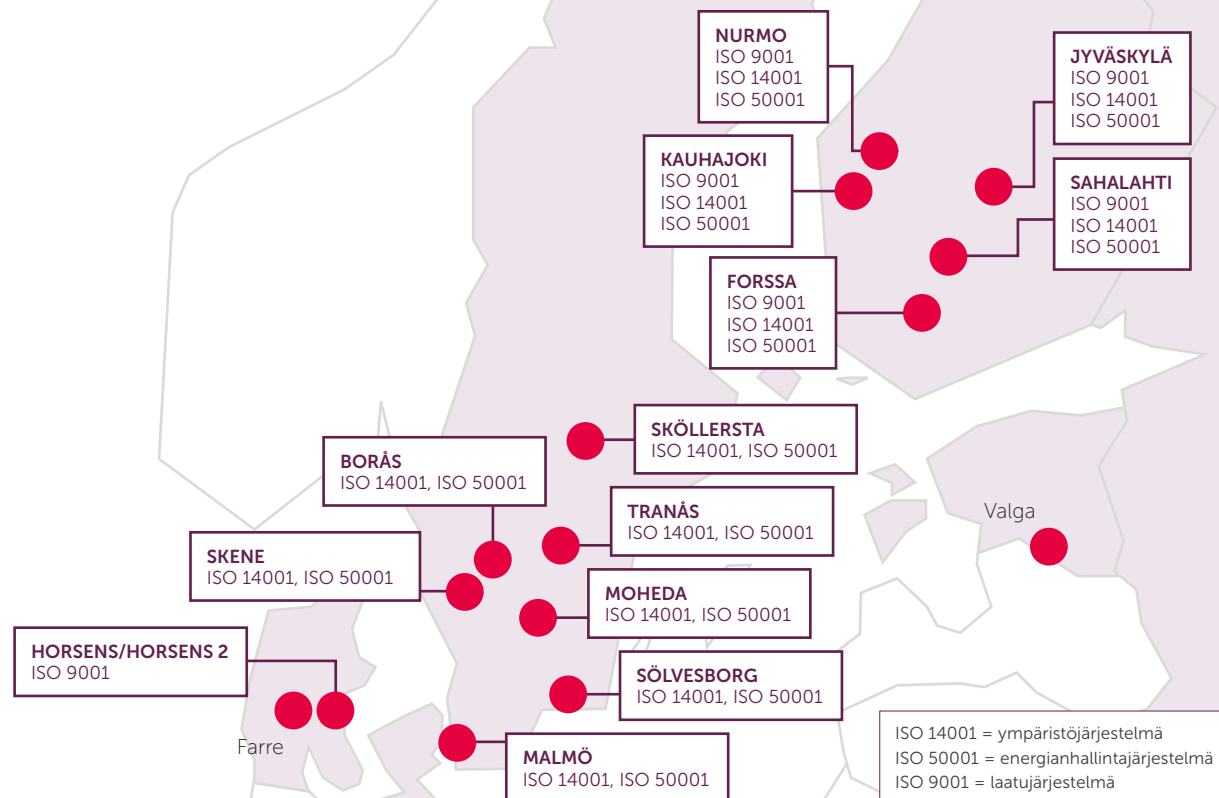 NURMO
ISO 9001
ISO 14001
ISO 50001
JYVÄSKYLÄ
ISO 9001
ISO 14001
ISO 50001
KAUHAJOKI
ISO 9001
ISO 14001
ISO 50001
SAHALAHTI
ISO 9001
ISO 14001
ISO 50001
FORSSA
ISO 9001
ISO 14001
ISO 50001
SKÖLLERSTA
ISO 14001, ISO 50001
BORÅS
ISO 14001, ISO 50001
TRANÅS
ISO 14001, ISO 50001
Valga
SKENE
ISO 14001, ISO 50001
MOHEDA
ISO 14001, ISO 50001
HORSENS/HORSENS 2
ISO 9001
SÖLVESBORG
ISO 14001, ISO 50001
Farre
MALMÖ
ISO 14001, ISO 50001
ISO 14001 = ympäristöjärjestelmä
ISO 50001 = energianhallintajärjestelmä
ISO 9001 = laatujärjestelmä